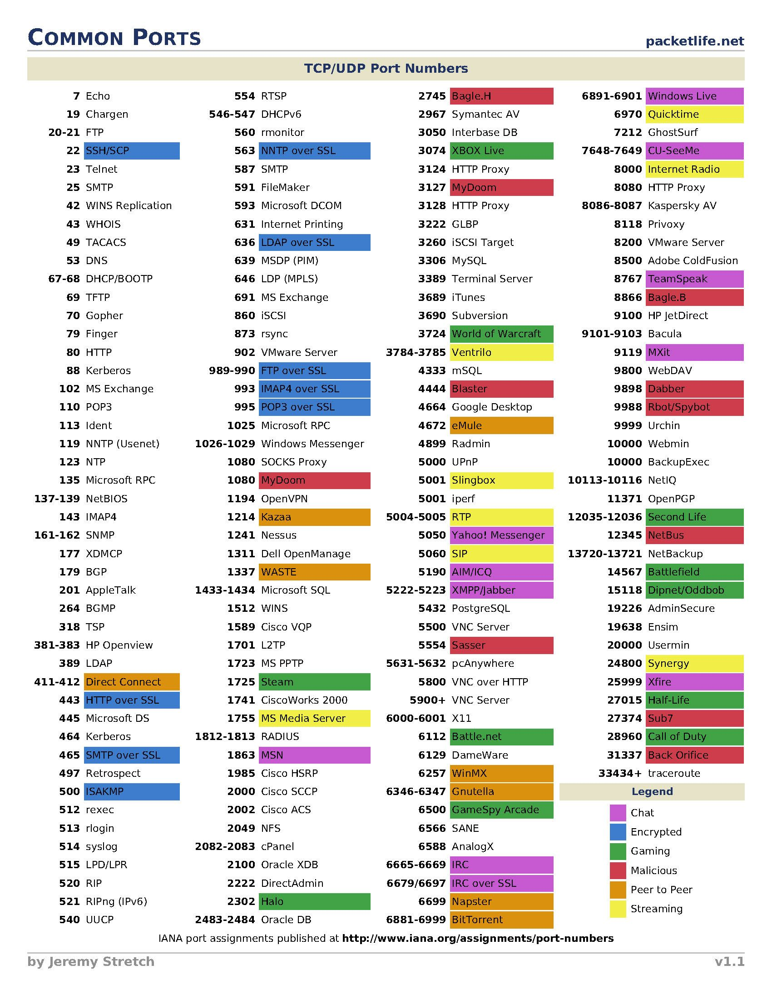 COMMON PORTS
packetlife.net
TCP/UDP Port Numbers
7 Echo
19 Chargen
20-21 FTP
22 SSH/SCP
23 Telnet
25 SMTP
42 WINS Replication
43 WHOIS
49 TACACS
53 DNS
67-68 DHCP/BOOTP
69 TFTP
70 Gopher
79 Finger
80 HTTP
88 Kerberos
102 MS Exchange
110 POP3
113 Ident
119 NNTP (Usenet)
123 NTP
135 Microsoft RPC
137-139 NetBIOS
143 IMAP4
161-162 SNMP
177 XDMCP
179 BGP
201 AppleTalk
264 BGMP
318 TSP
381-383 HP Openview
389 LDAP
411-412 Direct Connect
443 HTTP over SSL
445 Microsoft DS
464 Kerberos
465 SMTP over SSL
497 Retrospect
500 ISAKMP
512 rexec
513 rlogin
514 syslog
515 LPD/LPR
520 RIP
521 RIPng (IPv6)
540 UUCP
554 RTSP
546-547 DHCPv6
560 rmonitor
563 NNTP over SSL
587 SMTP
591 FileMaker
593 Microsoft DCOM
631 Internet Printing
636 LDAP over SSL
639 MSDP (PIM)
646 LDP (MPLS)
691 MS Exchange
860 iSCSI
873 rsync
902 VMware Server
989-990 FTP over SSL
993 IMAP4 over SSL
995 POP3 over SSL
1025 Microsoft RPC
1026-1029 Windows Messenger
1080 SOCKS Proxy
1080 MyDoom
1194 OpenVPN
1214 Kazaa
1241 Nessus
1311 Dell OpenManage
1337 WASTE
1433-1434 Microsoft SQL
1512 WINS
1589 Cisco VQP
1701 L2TP
1723 MS PPTP
1725 Steam
1741 CiscoWorks 2000
1755 MS Media Server
1812-1813 RADIUS
1863 MSN
1985 Cisco HSRP
2000 Cisco SCCP
2002 Cisco ACS
2049 NFS
2082-2083 cPanel
2100 Oracle XDB
2222 DirectAdmin
2302 Halo
2483-2484 Oracle DB
2745 Bagle.H
2967 Symantec AV
3050 Interbase DB
3074 XBOX Live
3124 HTTP Proxy
3127 MyDoom
3128 HTTP Proxy
3222 GLBP
3260 iSCSI Target
3306 MySQL
3389 Terminal Server
3689 iTunes
3690 Subversion
3724 World of Warcraft
3784-3785 Ventrilo
4333 mSQL
4444 Blaster
4664 Google Desktop
4672 eMule
4899 Radmin
5000 UPnP
5001 Slingbox
5001 iperf
5004-5005 RTP
5050 Yahoo! Messenger
5060 SIP
5190 AIM/ICQ
5222-5223 XMPP/Jabber
5432 PostgreSQL
5500 VNC Server
5554 Sasser
5631-5632 pcAnywhere
5800 VNC over HTTP
5900+ VNC Server
6000-6001 X11
6112 Battle.net
6129 DameWare
6257 WinMX
6346-6347 Gnutella
6500 GameSpy Arcade
6566 SANE
6588 AnalogX
6665-6669 IRC
6679/6697 IRC over SSL
6699 Napster
6881-6999 BitTorrent
6891-6901 Windows Live
6970 Quicktime
7212 GhostSurf
7648-7649 CU-SeeMe
8000 Internet Radio
8080 HTTP Proxy
8086-8087 Kaspersky AV
8118 Privoxy
8200 VMware Server
8500 Adobe ColdFusion
8767 TeamSpeak
8866 Bagle.B
9100 HP JetDirect
9101-9103 Bacula
9119 MXit
9800 WebDAV
9898 Dabber
9988 Rbot/Spybot
9999 Urchin
10000 Webmin
10000 BackupExec
10113-10116 NetIQ
11371 OpenPGP
12035-12036 Second Life
12345 NetBus
13720-13721 NetBackup
14567 Battlefield
15118 Dipnet/Oddbob
19226 AdminSecure
19638 Ensim
20000 Usermin
24800 Synergy
25999 Xfire
27015 Half-Life
27374 Sub7
28960 Call of Duty
31337 Back Orifice
33434+ traceroute
Legend
Chat
Encrypted
Gaming
Malicious
Peer to Peer
Streaming
IANA port assignments published at http://www.iana.org/assignments/port-numbers
by Jeremy Stretch
v1.1